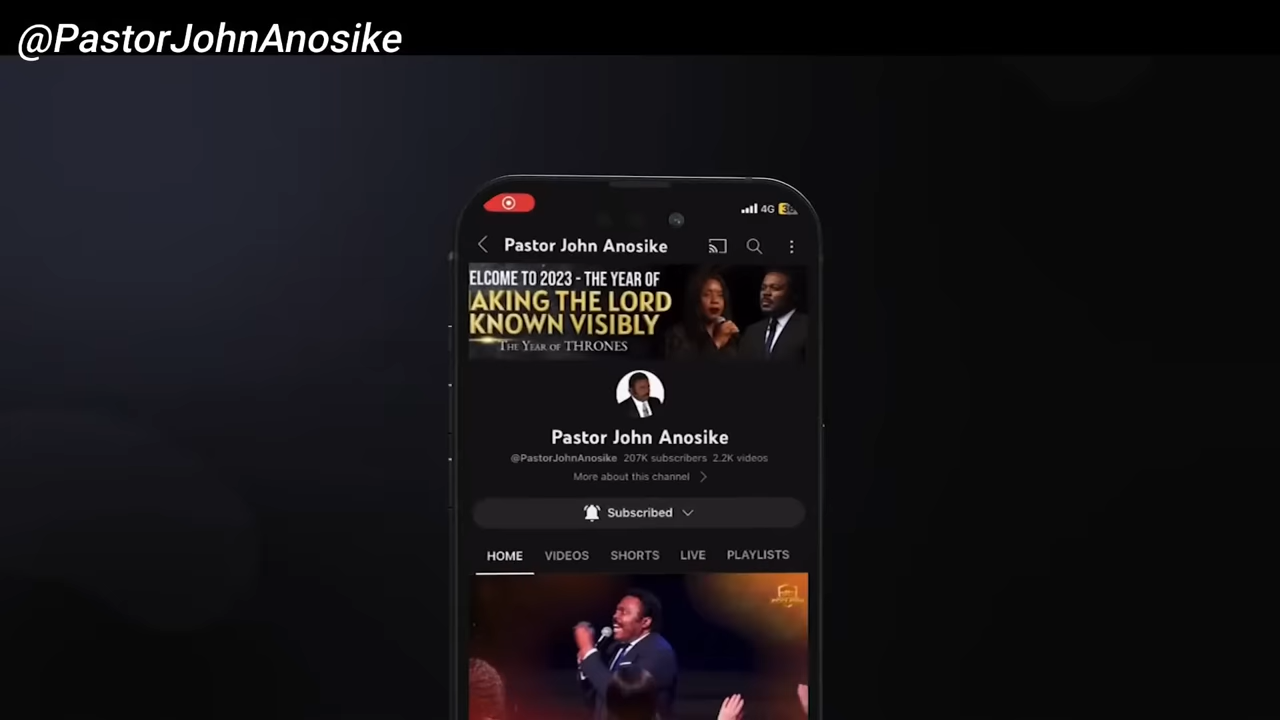 @PastorJohnAnosike
4G
Pastor John Anosike
ELCOME TO 2023 - THE YEAR OF
AKING THE LORD
KNOWN VISIBLY
THE YEAR OF THRONES
Pastor John Anosike
@PastorJohnAnosike 207K subscribers 2.2K videos
More about this channel
Subscribed
HOME VIDEOS SHORTS LIVE PLAYLISTS